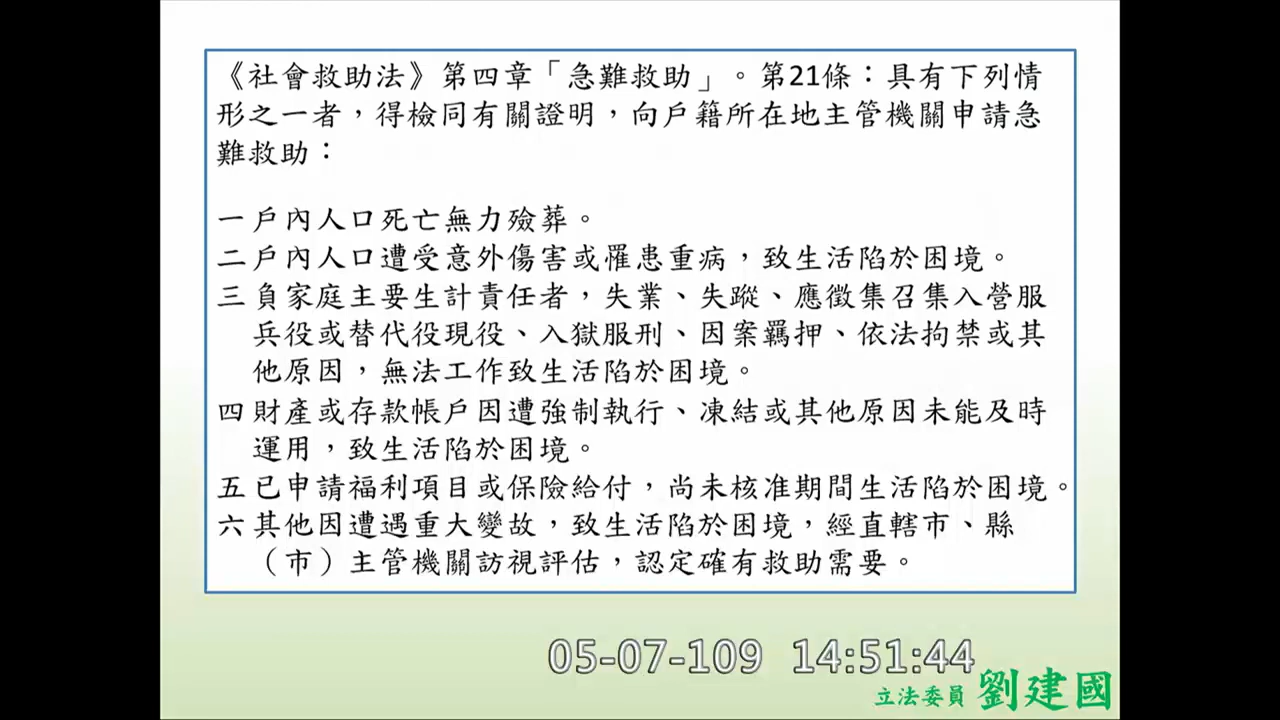 《社會救助法》第四章「急難救助」。第21條：具有下列情
形之一者，得檢同有關證明，向戶籍所在地主管機關申請急
難救助：
一 戶內人口死亡無力殮葬。
二 戶內人口遭受意外傷害或罹患重病，致生活陷於困境。
三 負家庭主要生計責任者，失業、失蹤、應徵集召集入營服
兵役或替代役現役、入獄服刑、因案羈押、依法拘禁或其
他原因，無法工作致生活陷於困境。
四 財產或存款帳戶因遭強制執行、凍結或其他原因未能及時
運用，致生活陷於困境。
五 已申請福利項目或保險給付，尚未核准期間生活陷於困境。
六 其他因遭遇重大變故，致生活陷於困境，經直轄市、縣
（市）主管機關訪視評估，認定確有救助需要。
05-07-109 14:51:44
立法委員 劉建國